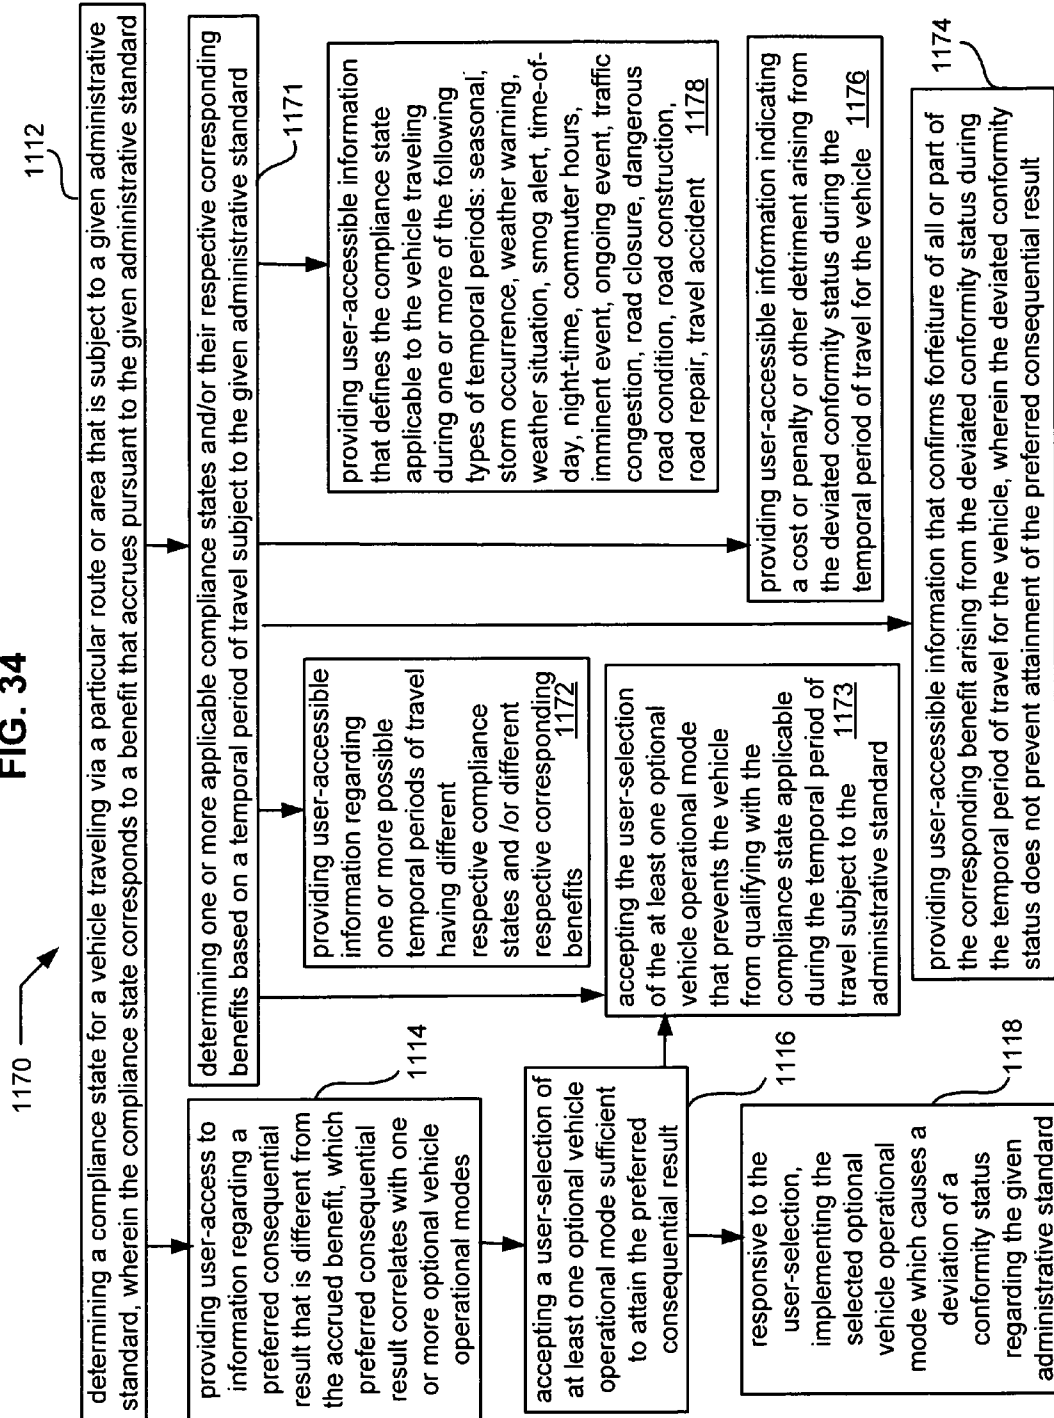 FIG. 34
1170
1112
determining a compliance state for a vehicle traveling via a particular route or area that is subject to a given administrative
standard, wherein the compliance state corresponds to a benefit that accrues pursuant to the given administrative standard
providing user-access to
information regarding a
preferred consequential
result that is different from
the accrued benefit, which
preferred consequential
result correlates with one
or more optional vehicle
operational modes
1114
determining one or more applicable compliance states and/or their respective corresponding
benefits based on a temporal period of travel subject to the given administrative standard
1171
accepting a user-selection of
at least one optional vehicle
operational mode sufficient
to attain the preferred
consequential result
1116
responsive to the
user-selection,
implementing the
selected optional
vehicle operational
mode which causes a
deviation of a
conformity status
regarding the given
administrative standard
1118
providing user-accessible
information regarding
one or more possible
temporal periods of travel
having different
respective compliance
states and /or different
respective corresponding
benefits 1172
accepting the user-selection
of the at least one optional
vehicle operational mode
that prevents the vehicle
from qualifying with the
compliance state applicable
during the temporal period of
travel subject to the 1173
administrative standard
providing user-accessible information
that defines the compliance state
applicable to the vehicle traveling
during one or more of the following
types of temporal periods: seasonal,
storm occurrence, weather warning,
weather situation, smog alert, time-of-
day, night-time, commuter hours,
imminent event, ongoing event, traffic
congestion, road closure, dangerous
road condition, road construction,
road repair, travel accident 1178
providing user-accessible information indicating
a cost or penalty or other detriment arising from
the deviated conformity status during the
temporal period of travel for the vehicle 1176
providing user-accessible information that confirms forfeiture of all or part of
the corresponding benefit arising from the deviated conformity status during
the temporal period of travel for the vehicle, wherein the deviated conformity
status does not prevent attainment of the preferred consequential result
1174